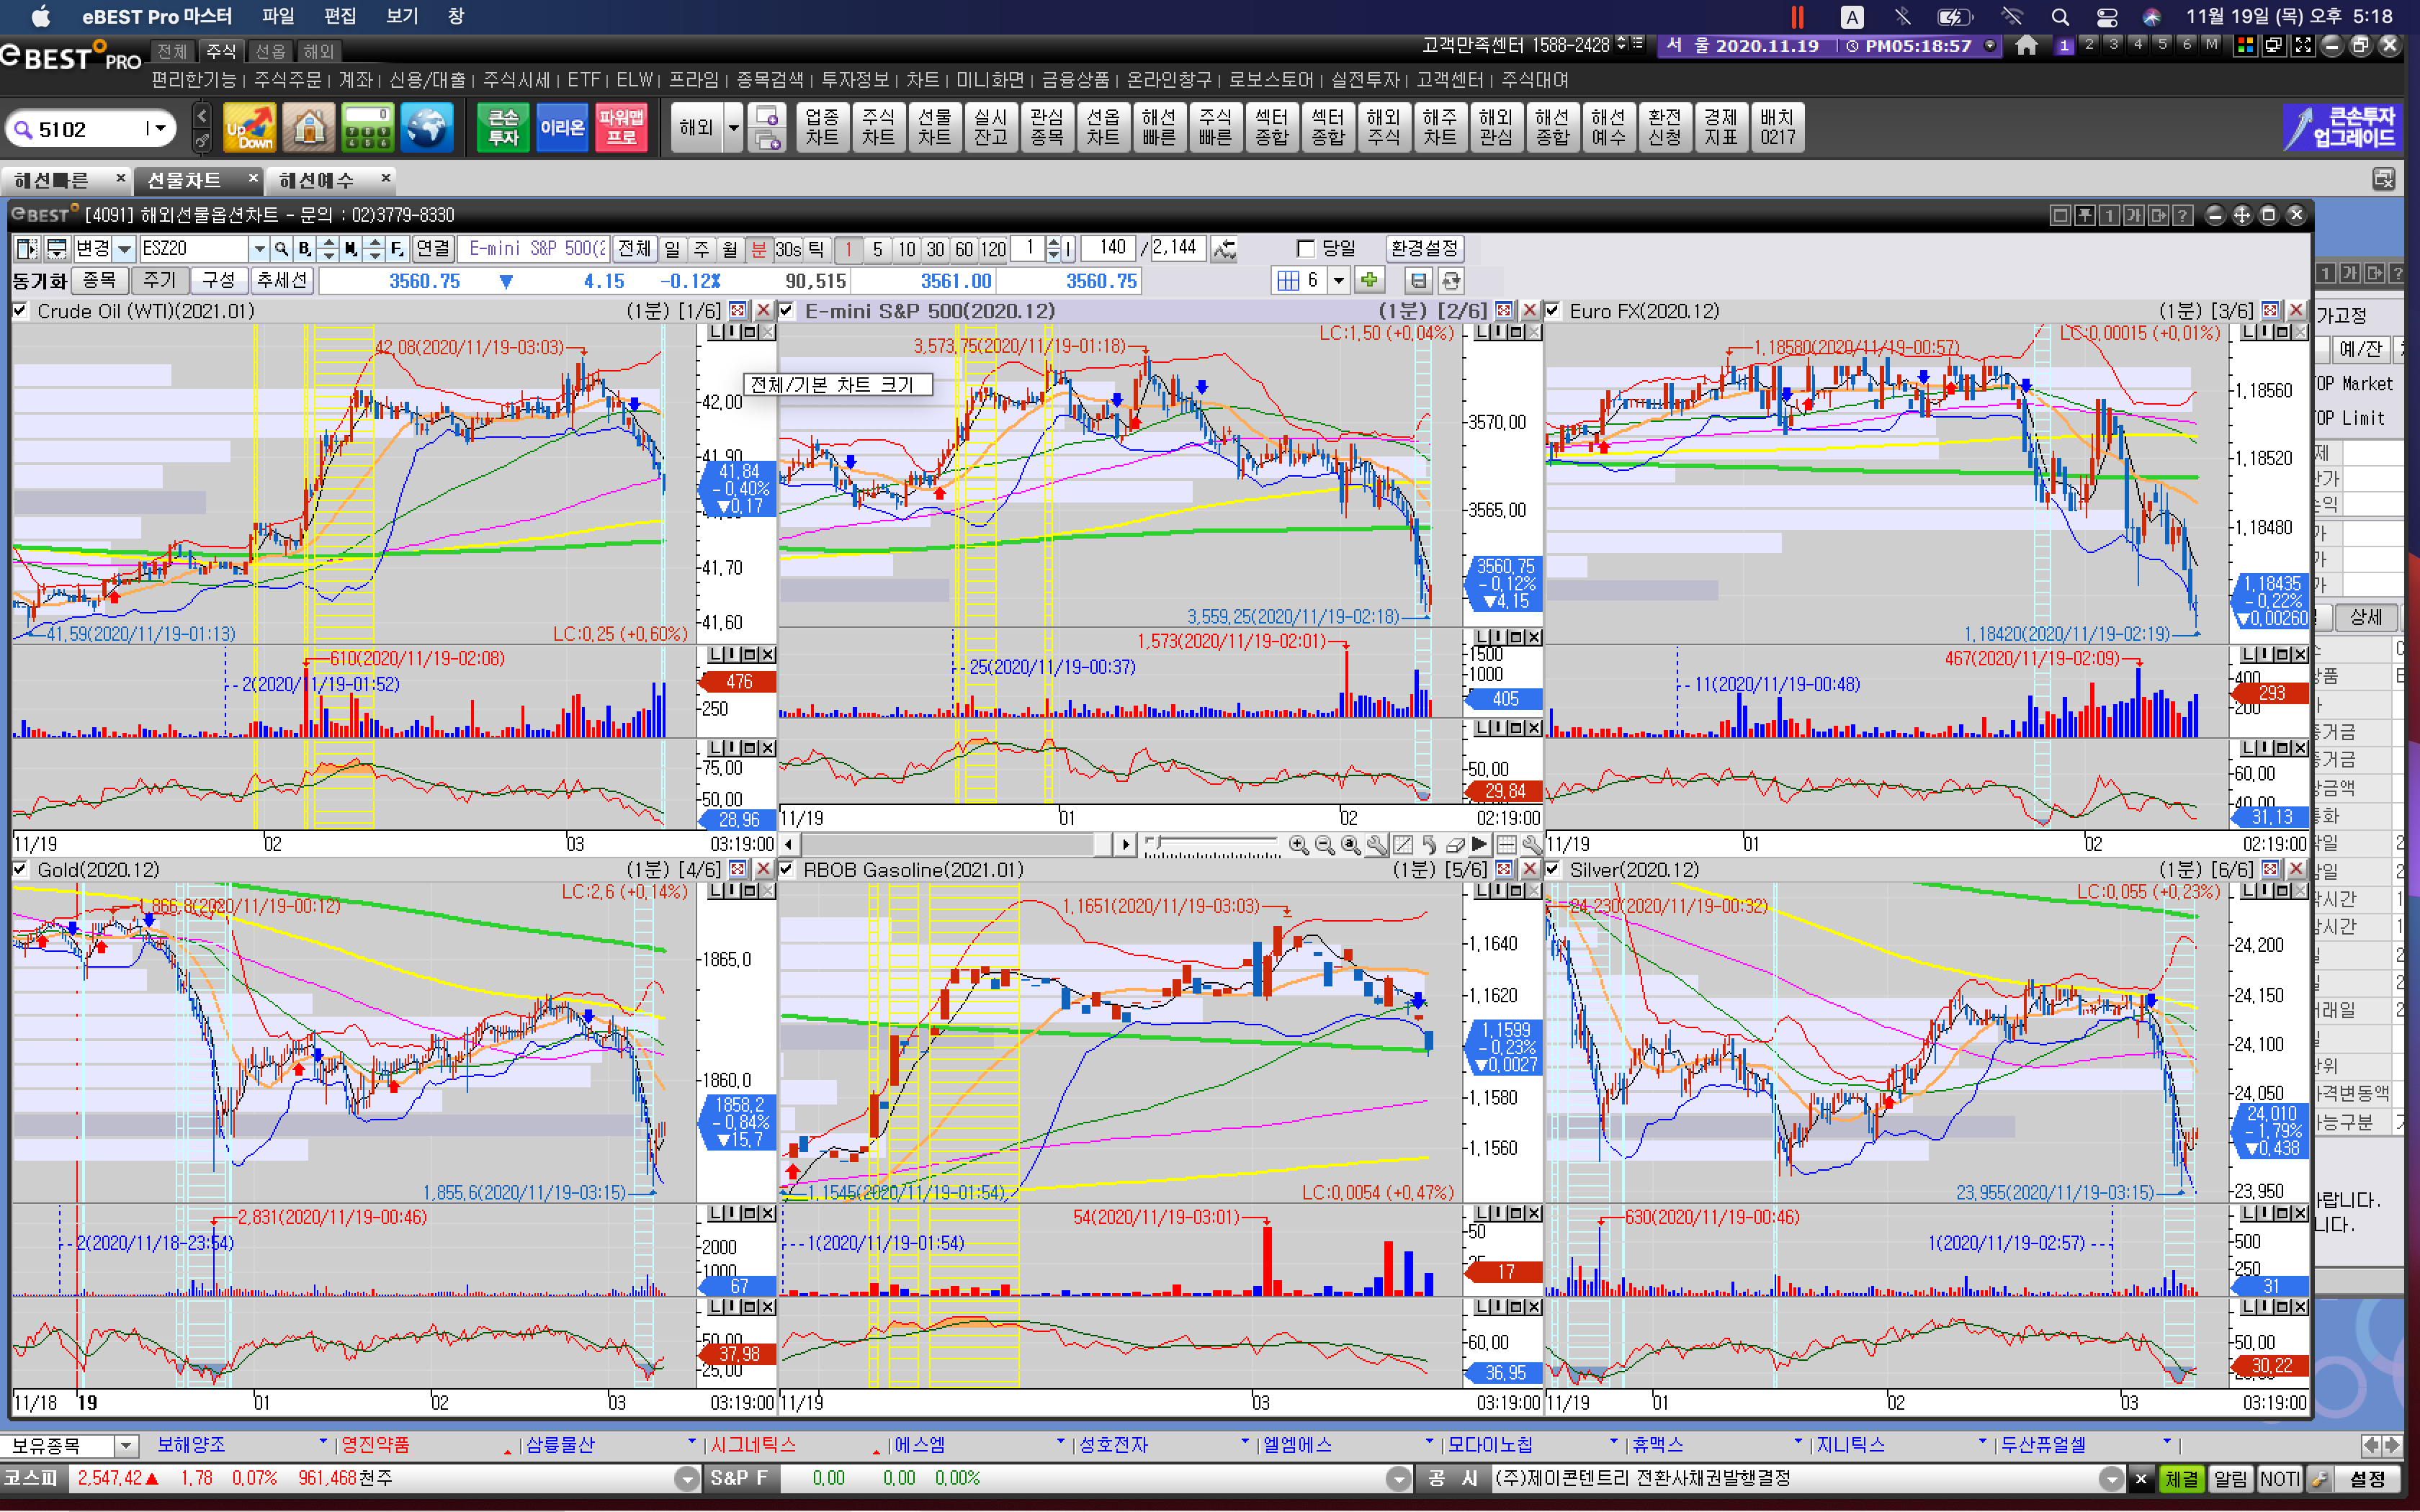 eBEST Pro 마스터 파일 편집 보기 창
A 11월 19일 (목) 오후 5:18
eBEST PRO 전체 주식 선옵 해외
고객만족센터 1588-2428 서 울 2020.11.19 PM05:18:57 1 2 3 4 5 6 M
편리한기능 | 주식주문 | 계좌 | 신용/대출 | 주식시세 | ETF | ELW | 프라임 | 종목검색 | 투자정보 | 차트 | 미니화면 | 금융상품 | 온라인창구 | 로보스토어 | 실전투자 | 고객센터 | 주식대여
5102 Up Down 큰손 투자 이리온 파워맵 프로 해외
업종 차트 주식 차트 선물 차트 실시 잔고 관심 종목 선옵 차트 해선 빠른 주식 빠른 섹터 종합 섹터 종합 해외 주식 해주 차트 해외 관심 해선 종합 해선 예수 환전 신청 경제 지표 배치 0217
큰손투자 업그레이드
해선빠른 × 선물차트 × 해선예수 ×
eBEST [4091] 해외선물옵션차트 - 문의 : 02)3779-8330
변경 ESZ20 연결 E-mini S&P 500(2 전체 일 주 월 분 30s 틱 1 5 10 30 60 120 1 140 / 2,144 당일 환경설정
동기화 종목 주기 구성 추세선 3560.75 ▼ 4.15 -0.12% 90,515 3561.00 3560.75 6
Crude Oil (WTI)(2021.01) (1분) [1/6]
42,08(2020/11/19-03:03)
42,00
41,90
41,84
-0,40%
▼0,17
41,70
41,60
41,59(2020/11/19-01:13)
LC:0,25 (+0,60%)
610(2020/11/19-02:08)
2(2020/11/19-01:52)
476
250
75,00
50,00
28,96
11/19 02 03 03:19:00
E-mini S&P 500(2020.12) (1분) [2/6]
LC:1,50 (+0,04%)
3,573,75(2020/11/19-01:18)
전체/기본 차트 크기
3570,00
3565,00
3560,75
-0,12%
▼4,15
3,559,25(2020/11/19-02:18)
1,573(2020/11/19-02:01)
25(2020/11/19-00:37)
1500
1000
405
50,00
29,84
11/19 01 02 02:19:00
Euro FX(2020.12) (1분) [3/6]
LC:0,00015 (+0,01%)
1,18580(2020/11/19-00:57)
1,18560
1,18520
1,18480
1,18435
-0,22%
▼0,00260
1,18420(2020/11/19-02:19)
467(2020/11/19-02:09)
11(2020/11/19-00:48)
400
293
200
60,00
40,00
31,13
11/19 01 02 02:19:00
Gold(2020.12) (1분) [4/6]
LC:2,6 (+0,14%)
1,866,8(2020/11/19-00:12)
1865,0
1860,0
1858,2
-0,84%
▼15,7
1,855,6(2020/11/19-03:15)
2,831(2020/11/19-00:46)
2(2020/11/18-23:54)
2000
1000
67
50,00
37,98
25,00
11/18 19 01 02 03 03:19:00
RBOB Gasoline(2021.01) (1분) [5/6]
1,1651(2020/11/19-03:03)
1,1640
1,1620
1,1599
-0,23%
▼0,0027
1,1580
1,1560
1,1545(2020/11/19-01:54)
LC:0,0054 (+0,47%)
54(2020/11/19-03:01)
1(2020/11/19-01:54)
50
17
60,00
36,95
11/19 03 03:19:00
Silver(2020.12) (1분) [6/6]
LC:0,055 (+0,23%)
24,230(2020/11/19-00:32)
24,200
24,150
24,100
24,050
24,010
-1,79%
▼0,438
23,950
23,955(2020/11/19-03:15)
630(2020/11/19-00:46)
1(2020/11/19-02:57)
500
250
31
50,00
30,22
11/19 01 02 03 03:19:00
가고정
예/잔
OP Market
OP Limit
상세
증거금
증거금
상금액
통화
시간
시간
거래일
단위
가격변동액
가능구분
바랍니다.
니다.
보유종목 보해양조 영진약품 삼륭물산 시그네틱스 에스엠 성호전자 엘엠에스 모다이노칩 휴맥스 지니틱스 두산퓨얼셀
코스피 2,547,42 ▲ 1,78 0,07% 961,468 천주 S&P F 0,00 0,00 0,00% 공 시 (주)제이콘텐트리 전환사채권발행결정 체결 알림 NOTI 설정